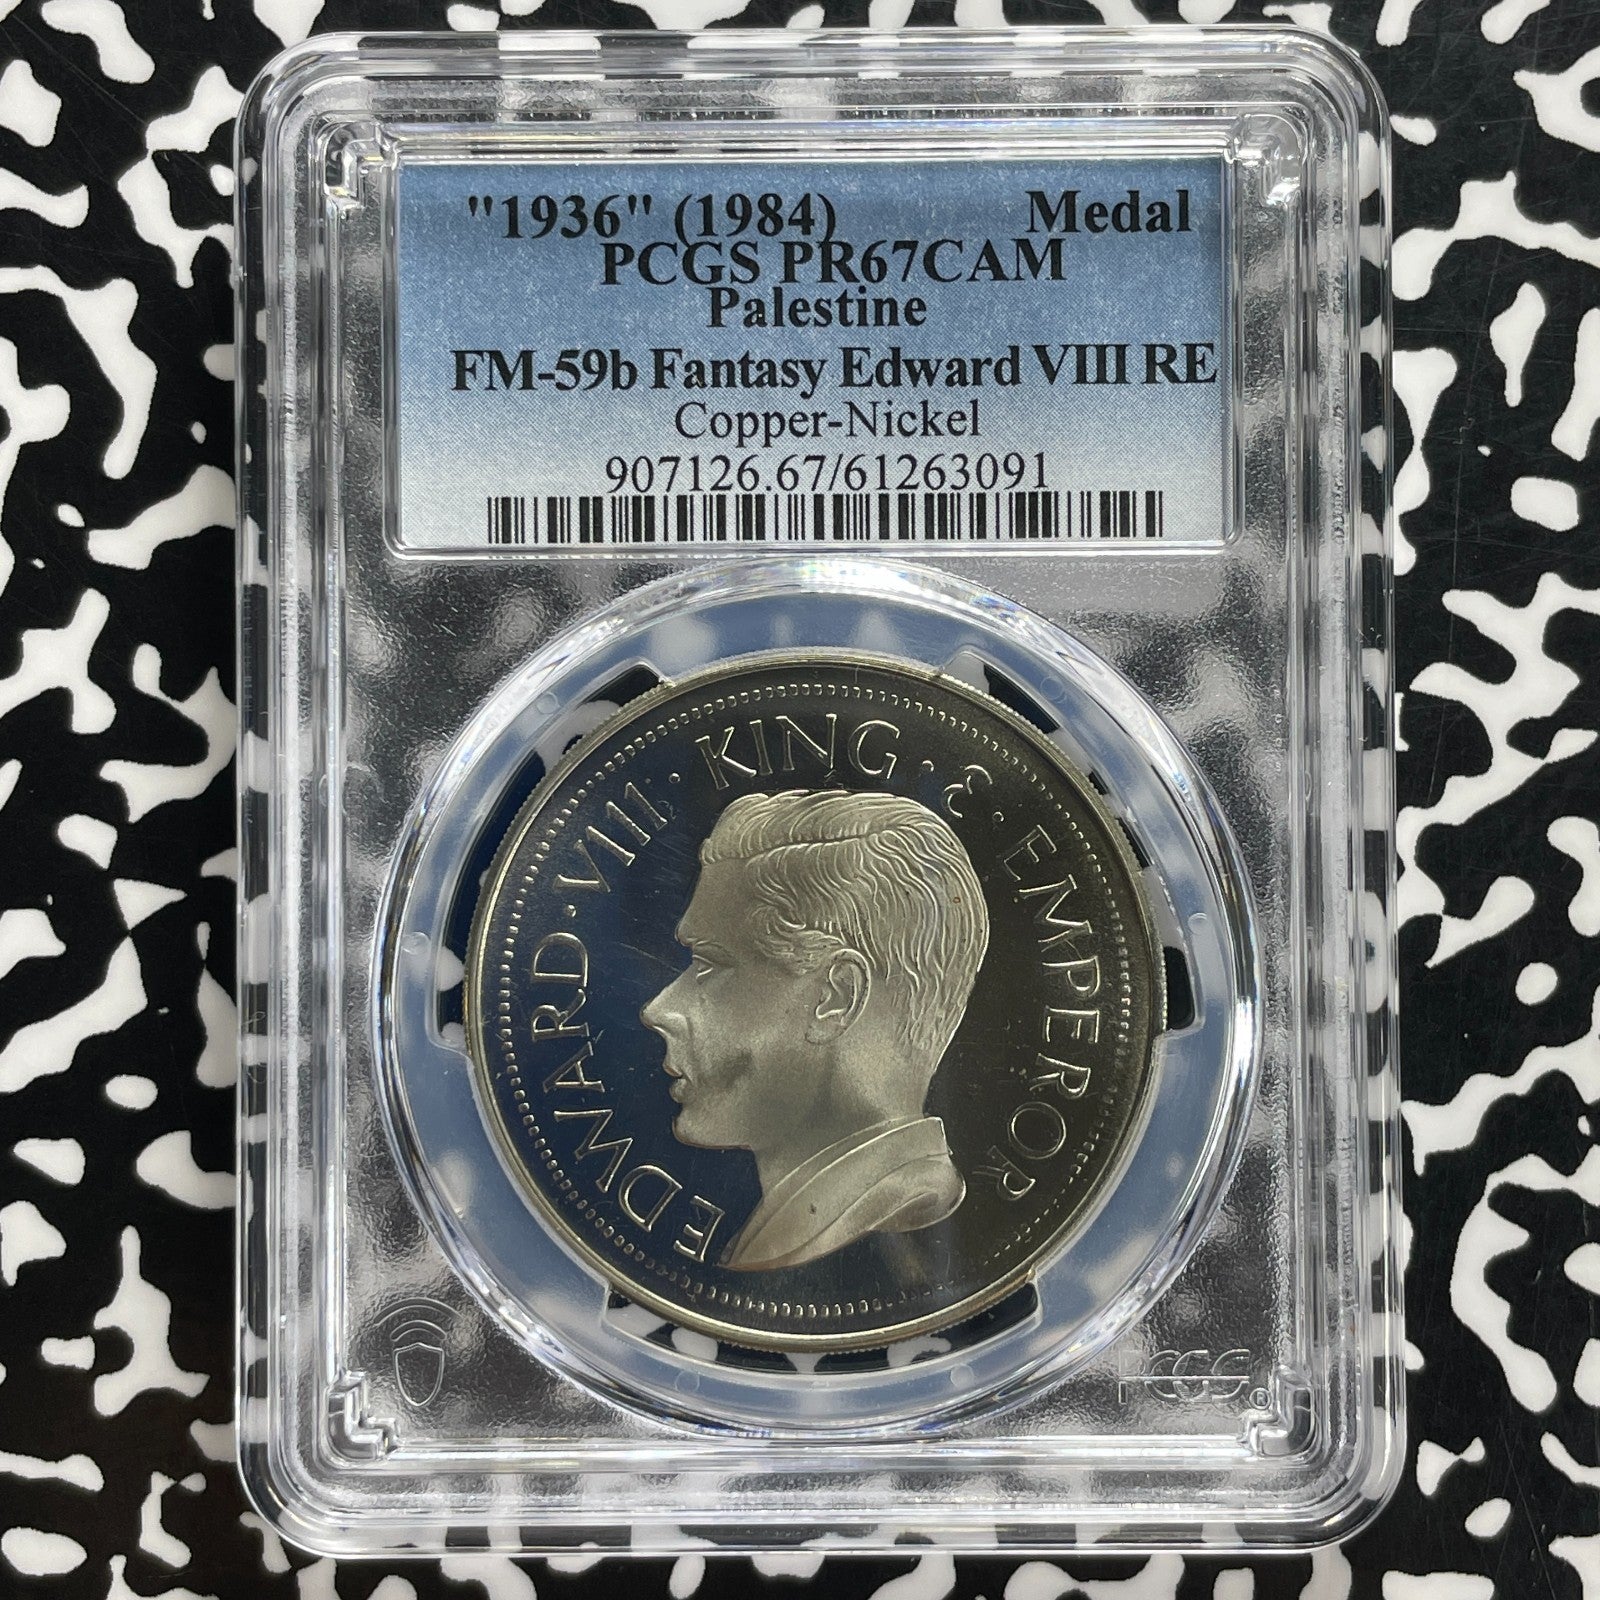 "1936" (1984) Medal
PCGS PR67CAM
Palestine
FM-59b Fantasy Edward VIII RE
Copper-Nickel
907126.67/61263091
EDWARD·VIII·KING·&·EMPEROR
PCGS®